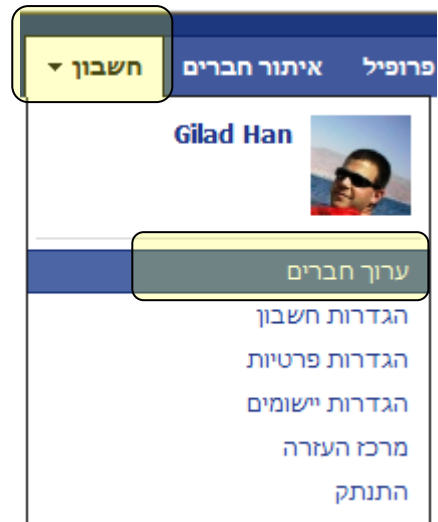 פרופיל איתור חברים חשבון
Gilad Han
ערוך חברים
הגדרות חשבון
הגדרות פרטיות
הגדרות יישומים
מרכז העזרה
התנתק